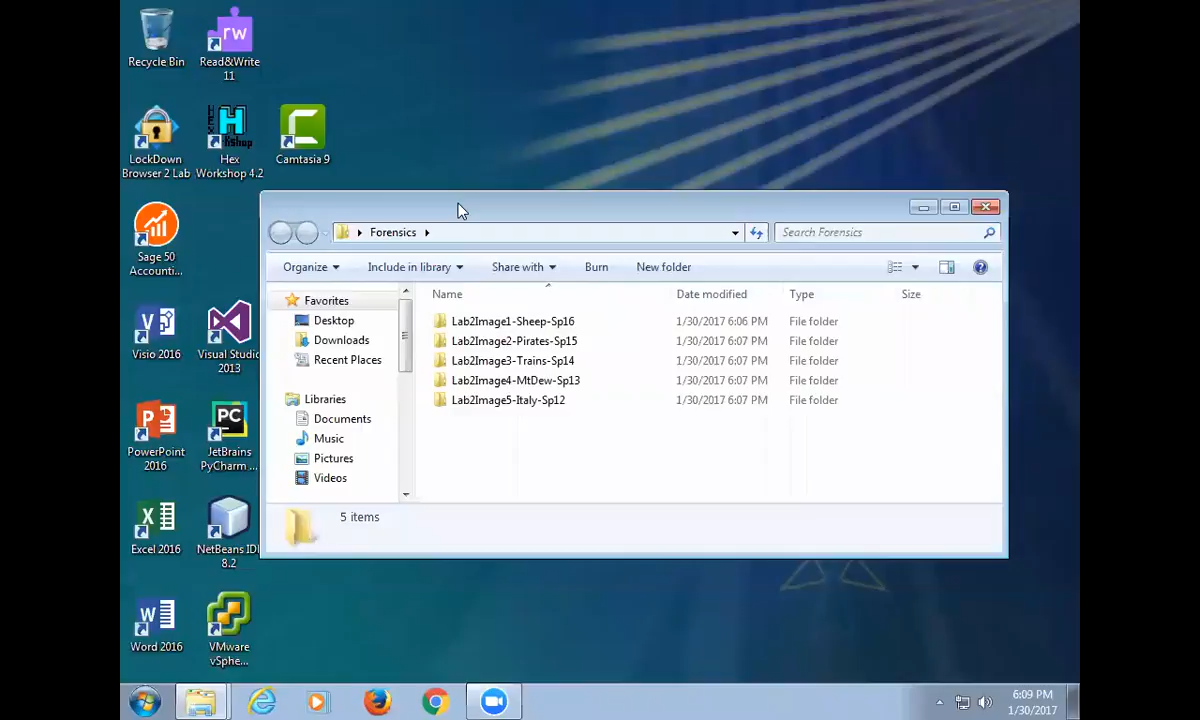 Recycle Bin
Read&Write
11
LockDown
Browser 2 Lab
Hex
Workshop 4.2
Camtasia 9
Sage 50
Accounti...
Visio 2016
Visual Studio
2013
PowerPoint
2016
JetBrains
PyCharm ...
Excel 2016
NetBeans IDE
8.2
Word 2016
VMware
vSphe...
Forensics
Search Forensics
Organize
Include in library
Share with
Burn
New folder
Favorites
Desktop
Downloads
Recent Places
Libraries
Documents
Music
Pictures
Videos
Name Date modified Type Size
Lab2Image1-Sheep-Sp16 1/30/2017 6:06 PM File folder
Lab2Image2-Pirates-Sp15 1/30/2017 6:07 PM File folder
Lab2Image3-Trains-Sp14 1/30/2017 6:07 PM File folder
Lab2Image4-MtDew-Sp13 1/30/2017 6:07 PM File folder
Lab2Image5-Italy-Sp12 1/30/2017 6:07 PM File folder
5 items
6:09 PM
1/30/2017